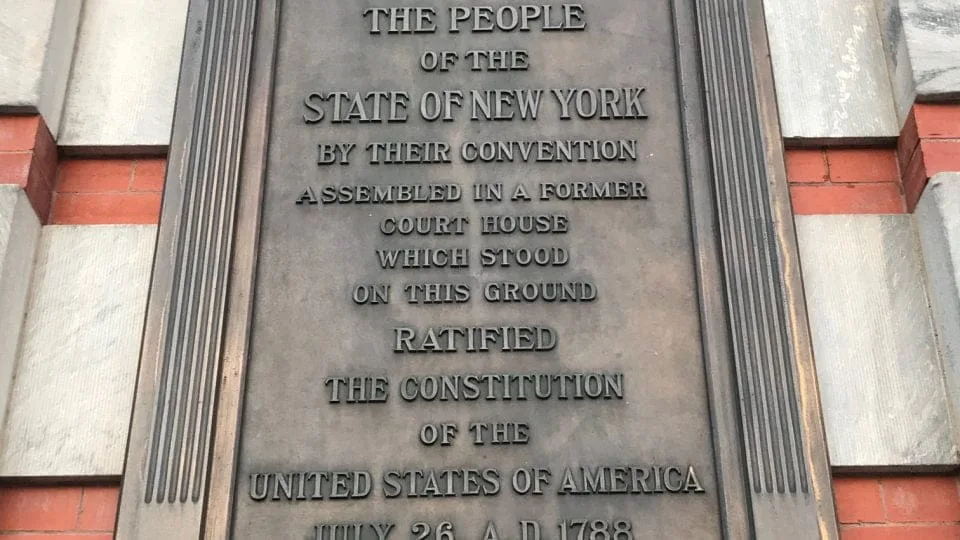 THE PEOPLE
OF THE
STATE OF NEW YORK
BY THEIR CONVENTION
ASSEMBLED IN A FORMER
COURT HOUSE
WHICH STOOD
ON THIS GROUND
RATIFIED
THE CONSTITUTION
OF THE
UNITED STATES OF AMERICA
JULY 26, A.D. 1788